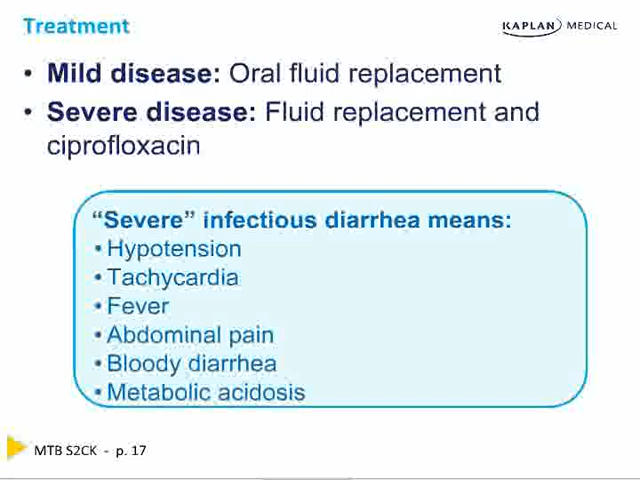 Treatment
KAPLAN MEDICAL
• Mild disease: Oral fluid replacement
• Severe disease: Fluid replacement and
ciprofloxacin
“Severe” infectious diarrhea means:
• Hypotension
• Tachycardia
• Fever
• Abdominal pain
• Bloody diarrhea
• Metabolic acidosis
MTB S2CK - p. 17